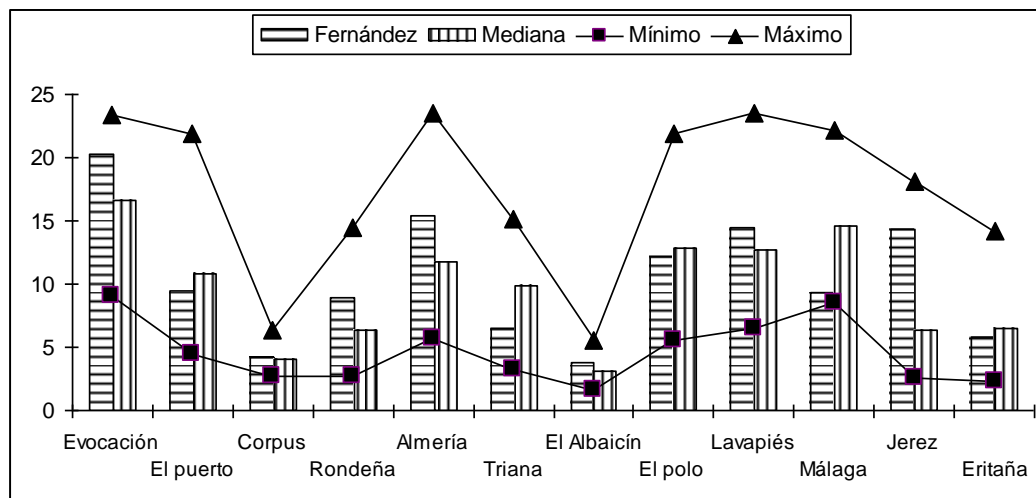 Fernández Mediana Mínimo Máximo
25
20
15
10
5
0
Evocación Corpus Almería El Albaicín Lavapiés Jerez
El puerto Rondeña Triana El polo Málaga Eritaña